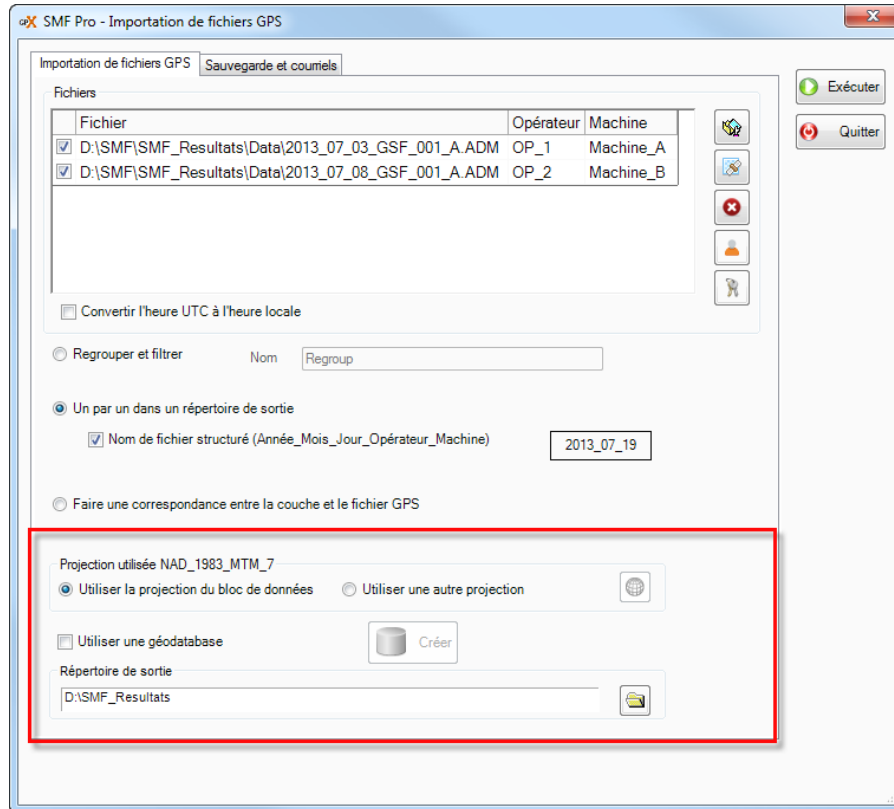 GPX SMF Pro - Importation de fichiers GPS
Importation de fichiers GPS Sauvegarde et courriels
Fichiers
Fichier Opérateur Machine
D:\SMF\SMF_Resultats\Data\2013_07_03_GSF_001_A.ADM OP_1 Machine_A
D:\SMF\SMF_Resultats\Data\2013_07_08_GSF_001_A.ADM OP_2 Machine_B
Exécuter
Quitter
Convertir l'heure UTC à l'heure locale
Regrouper et filtrer Nom Regroup
Un par un dans un répertoire de sortie
Nom de fichier structuré (Année_Mois_Jour_Opérateur_Machine) 2013_07_19
Faire une correspondance entre la couche et le fichier GPS
Projection utilisée NAD_1983_MTM_7
Utiliser la projection du bloc de données Utiliser une autre projection
Utiliser une géodatabase Créer
Répertoire de sortie
D:\SMF_Resultats